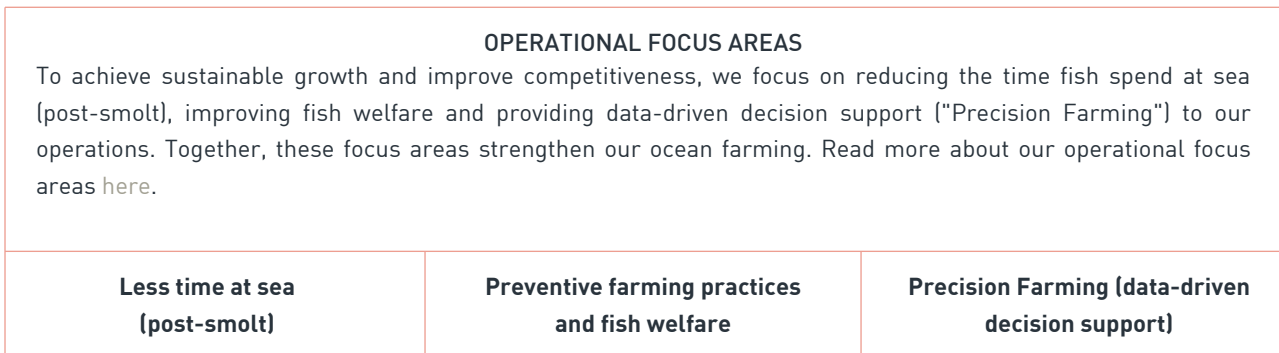 OPERATIONAL FOCUS AREAS
To achieve sustainable growth and improve competitiveness, we focus on reducing the time fish spend at sea
(post-smolt), improving fish welfare and providing data-driven decision support ("Precision Farming") to our
operations. Together, these focus areas strengthen our ocean farming. Read more about our operational focus
areas here.
Less time at sea
(post-smolt)
Preventive farming practices
and fish welfare
Precision Farming (data-driven
decision support)